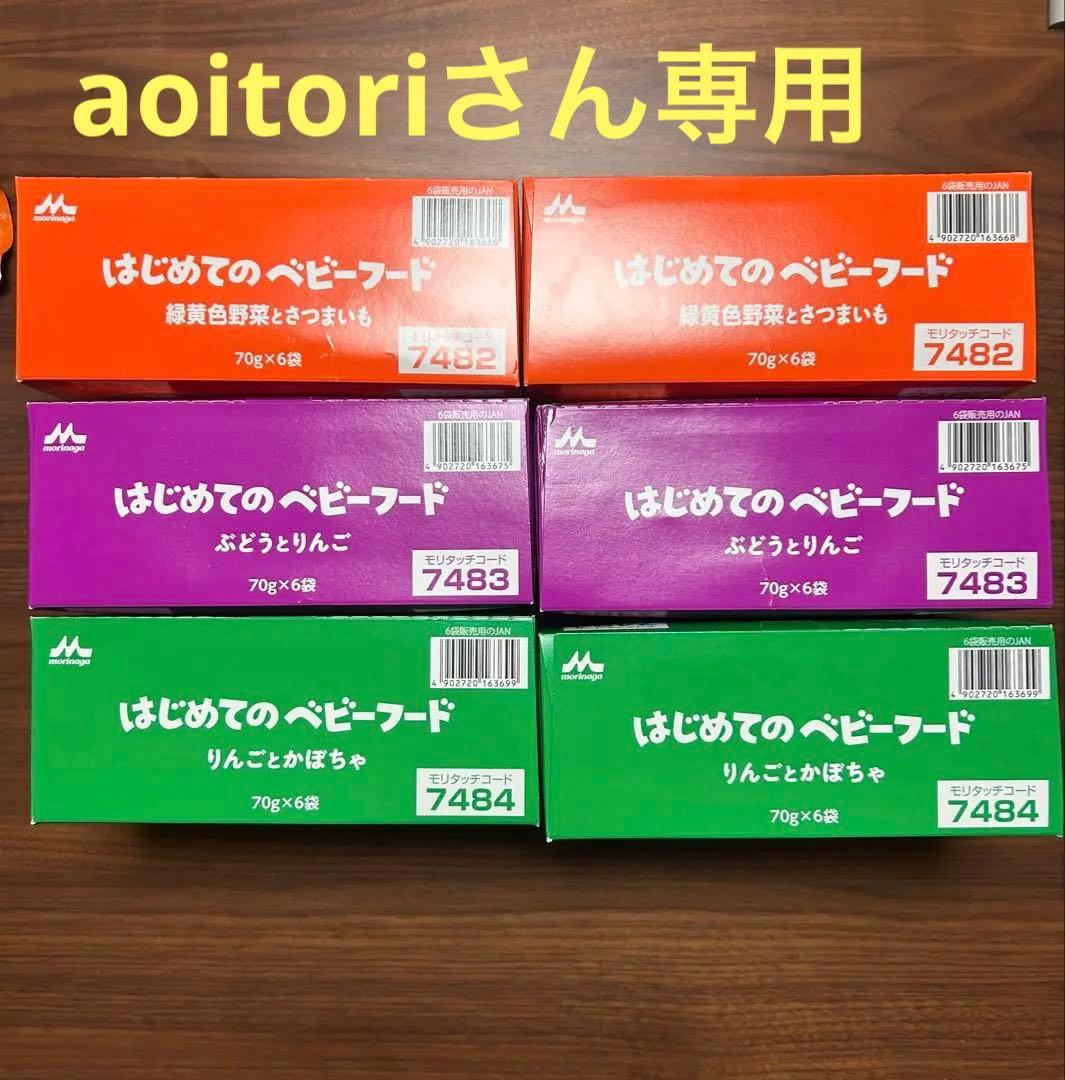 aoitoriさん専用
morinaga
6袋販売用のJAN
4 902720 163668
はじめての ベビーフード
緑黄色野菜とさつまいも
70g×6袋
モリタッチコード
7482
morinaga
6袋販売用のJAN
4 902720 163668
はじめての ベビーフード
緑黄色野菜とさつまいも
70g×6袋
モリタッチコード
7482
morinaga
6袋販売用のJAN
4 902720 163675
はじめての ベビーフード
ぶどうとりんご
70g×6袋
モリタッチコード
7483
morinaga
6袋販売用のJAN
4 902720 163675
はじめての ベビーフード
ぶどうとりんご
70g×6袋
モリタッチコード
7483
morinaga
6袋販売用のJAN
4 902720 163699
はじめての ベビーフード
りんごとかぼちゃ
70g×6袋
モリタッチコード
7484
morinaga
6袋販売用のJAN
4 902720 163699
はじめての ベビーフード
りんごとかぼちゃ
70g×6袋
モリタッチコード
7484